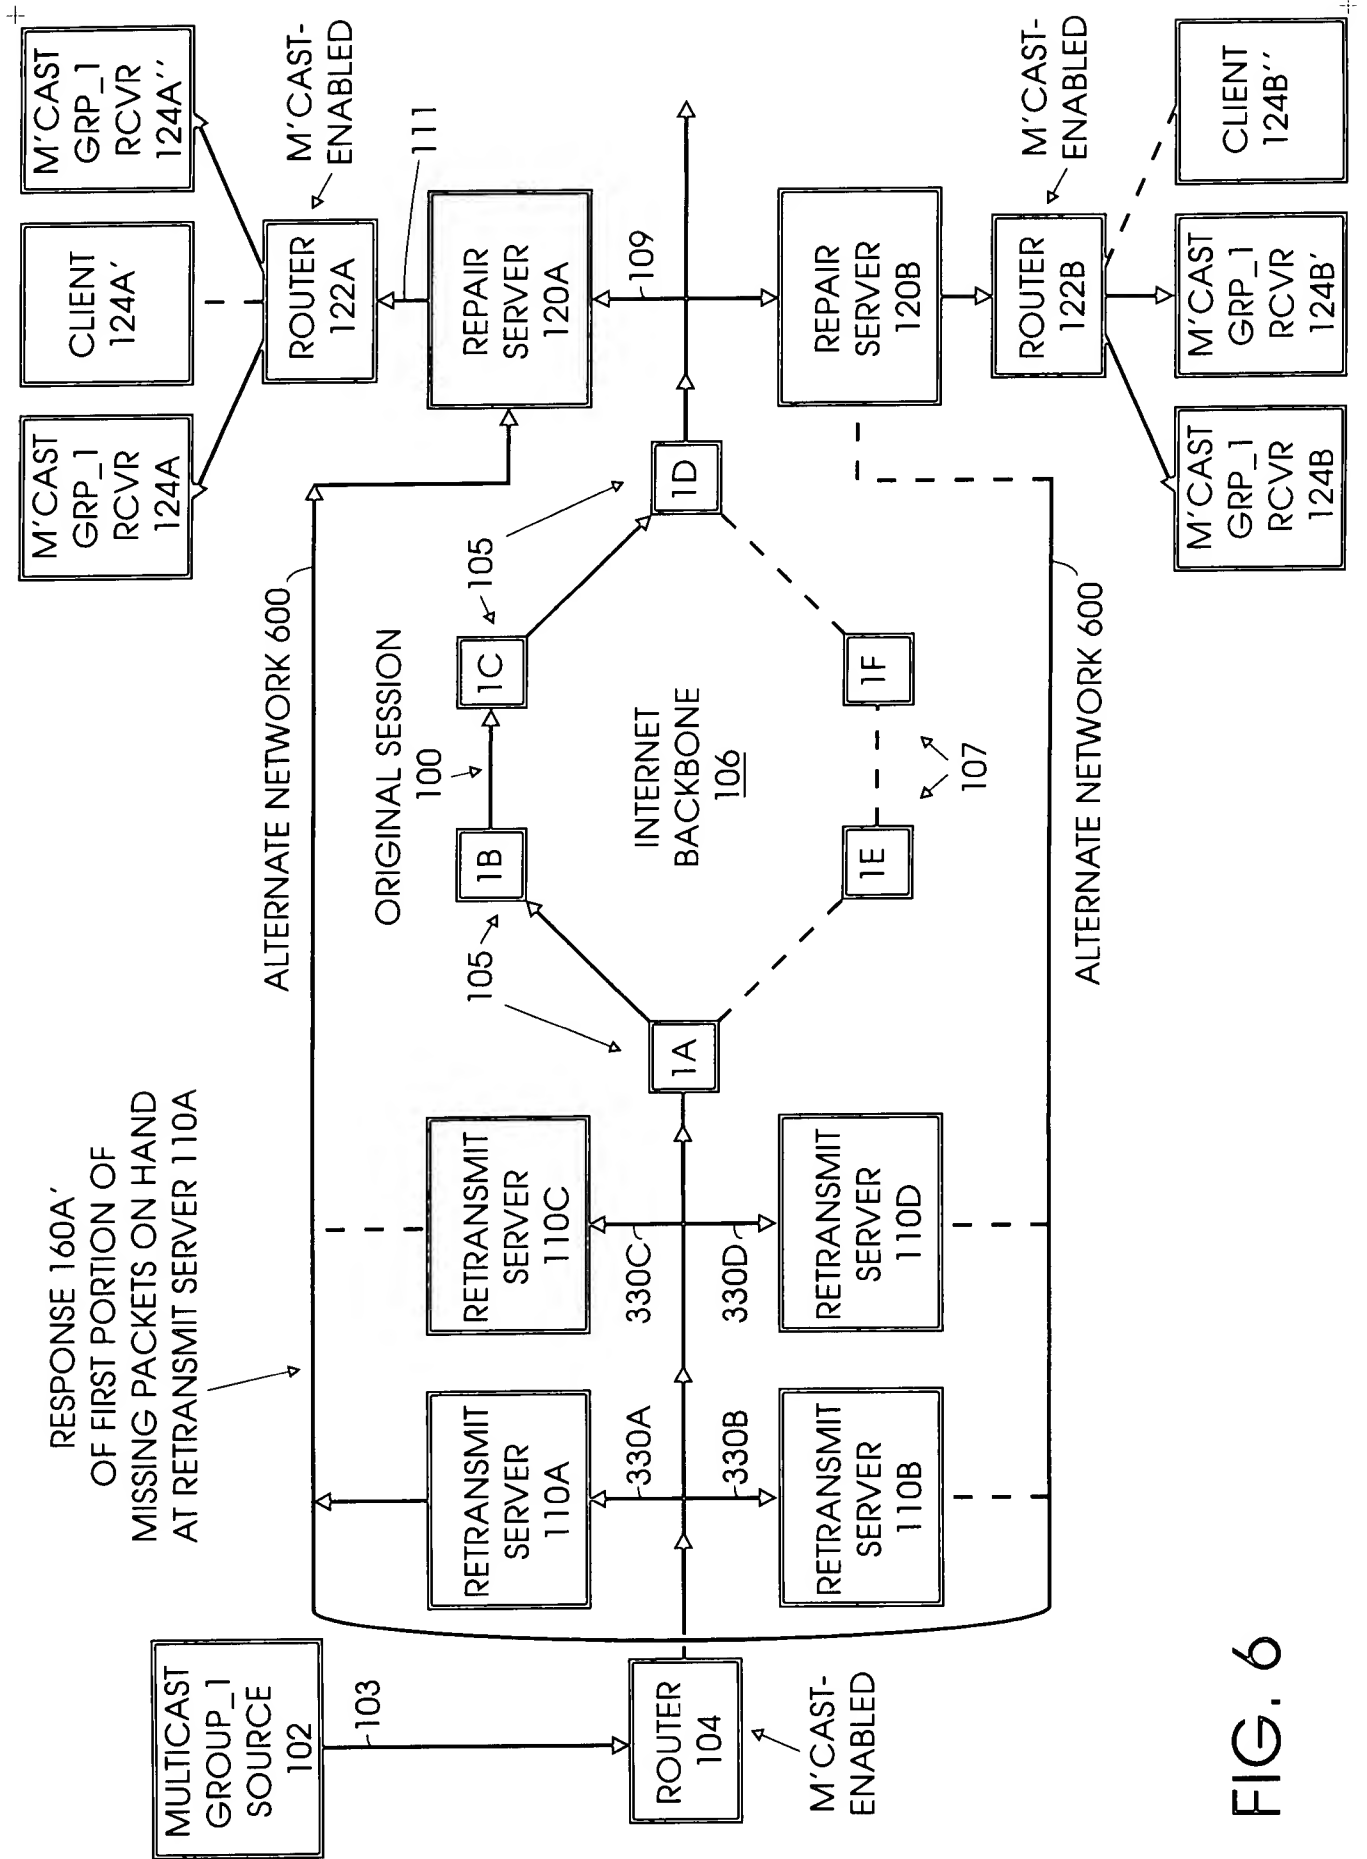 RESPONSE 160A'
OF FIRST PORTION OF
MISSING PACKETS ON HAND
AT RETRANSMIT SERVER 110A
ALTERNATE NETWORK 600
M'CAST
GRP_1
RCVR
124A
CLIENT
124A'
M'CAST
GRP_1
RCVR
124A''
MULTICAST
GROUP_1
SOURCE
102
103
ROUTER
104
M'CAST-
ENABLED
RETRANSMIT
SERVER
110A
RETRANSMIT
SERVER
110C
330A
330C
330B
330D
RETRANSMIT
SERVER
110B
RETRANSMIT
SERVER
110D
ORIGINAL SESSION
100
105
105
1A
1B
1C
1D
1E
1F
INTERNET
BACKBONE
106
107
ROUTER
122A
M'CAST-
ENABLED
111
REPAIR
SERVER
120A
109
REPAIR
SERVER
120B
ROUTER
122B
M'CAST-
ENABLED
ALTERNATE NETWORK 600
M'CAST
GRP_1
RCVR
124B
M'CAST
GRP_1
RCVR
124B'
CLIENT
124B''
FIG. 6